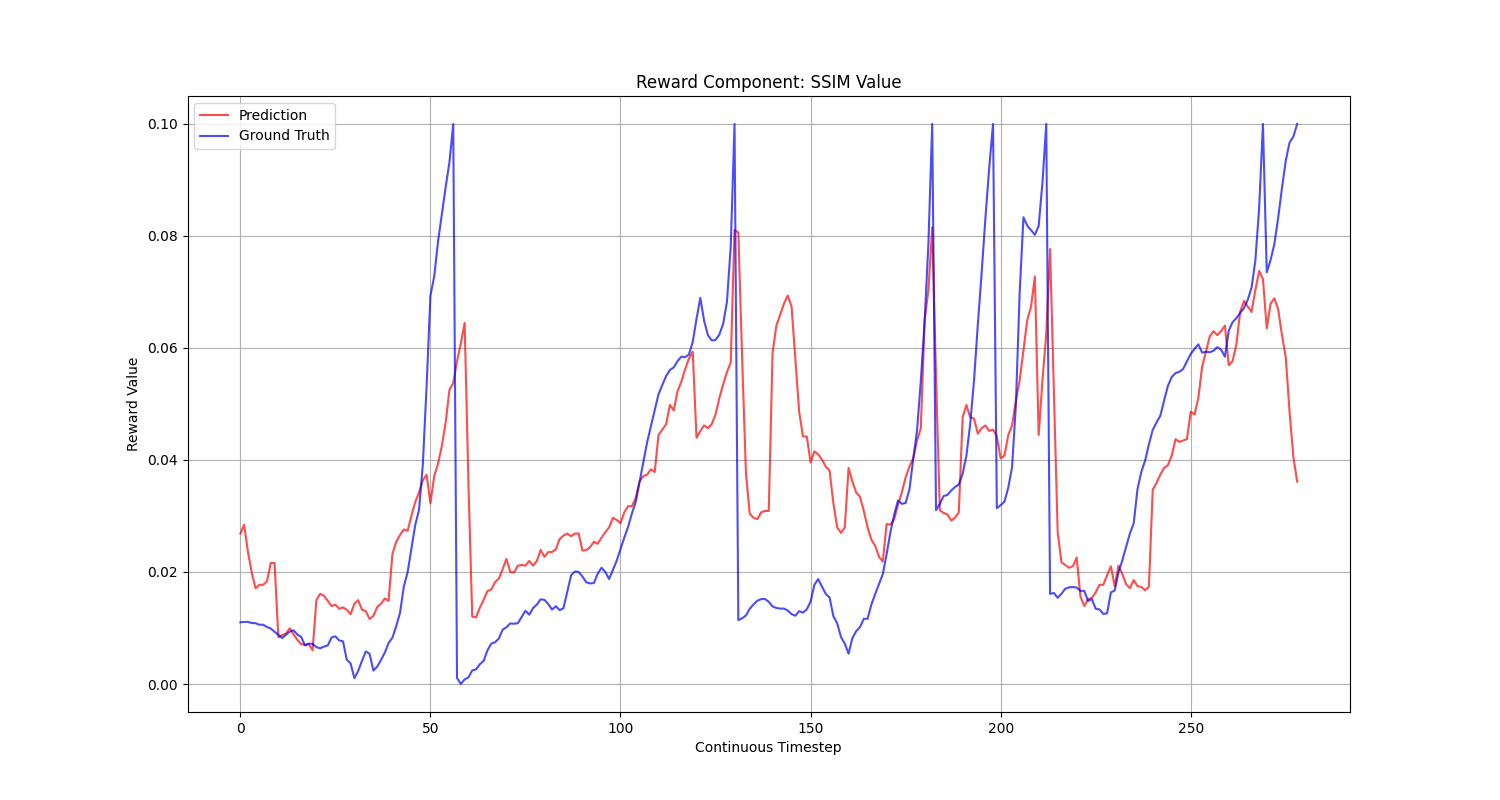 Reward Component: SSIM Value
Prediction
Ground Truth
Reward Value
0.10
0.08
0.06
0.04
0.02
0.00
0 50 100 150 200 250
Continuous Timestep